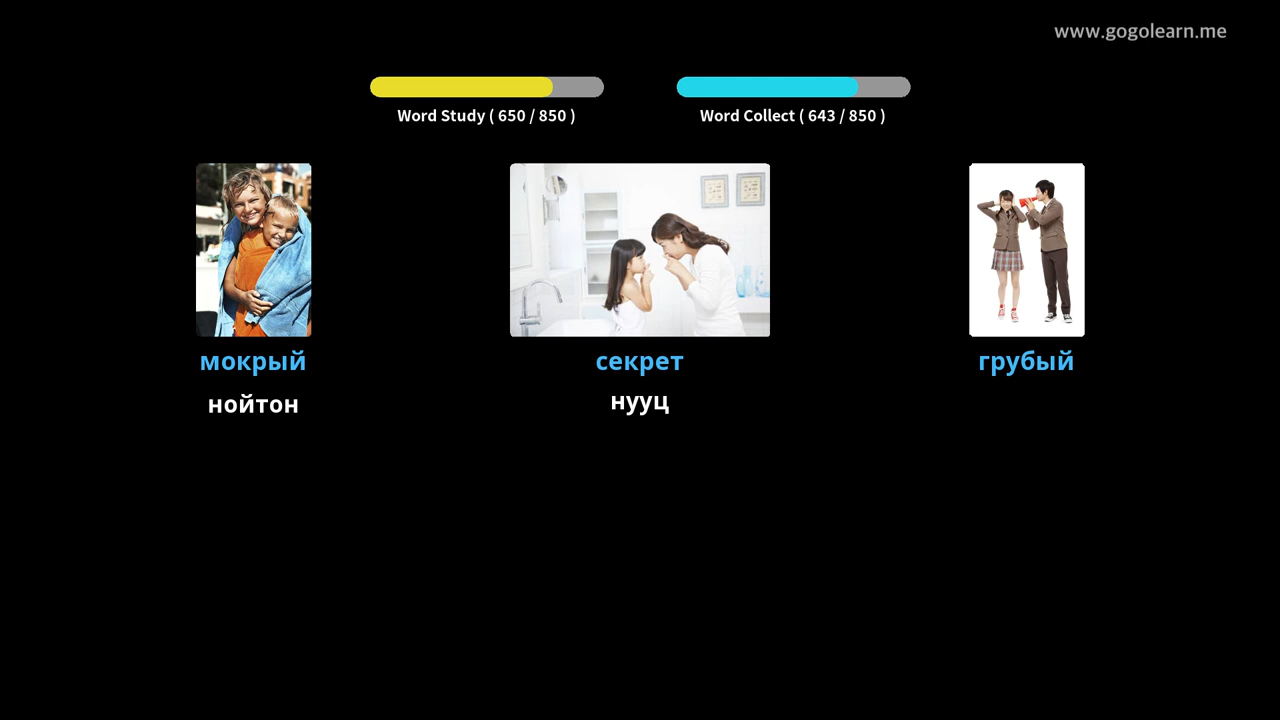 www.gogolearn.me
Word Study ( 650 / 850 )
Word Collect ( 643 / 850 )
мокрый
секрет
грубый
нойтон
нууц